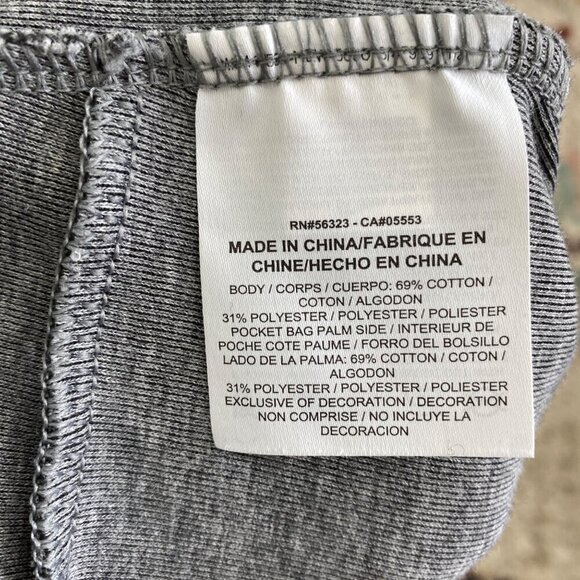 RN#56323 - CA#05553
MADE IN CHINA/FABRIQUE EN
CHINE/HECHO EN CHINA
BODY / CORPS / CUERPO: 69% COTTON /
COTON / ALGODON
31% POLYESTER / POLYESTER / POLIESTER
POCKET BAG PALM SIDE / INTERIEUR DE
POCHE COTE PAUME / FORRO DEL BOLSILLO
LADO DE LA PALMA: 69% COTTON / COTON /
ALGODON
31% POLYESTER / POLYESTER / POLIESTER
EXCLUSIVE OF DECORATION / DECORATION
NON COMPRISE / NO INCLUYE LA
DECORACION